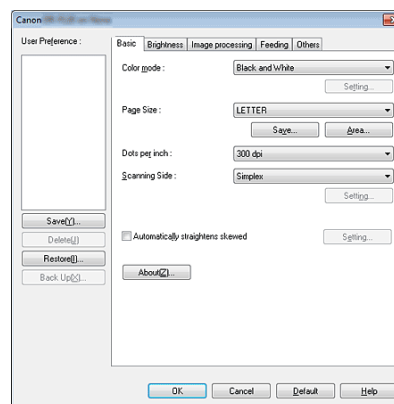 Canon
User Preference :
Basic Brightness Image processing Feeding Others
Color mode : Black and White
Setting...
Page Size : LETTER
Save... Area...
Dots per inch : 300 dpi
Scanning Side : Simplex
Setting...
Save(Y)...
Delete(J)
Automatically straightens skewed Setting...
Restore(I)...
Back Up(X)...
About(Z)...
OK Cancel Default Help